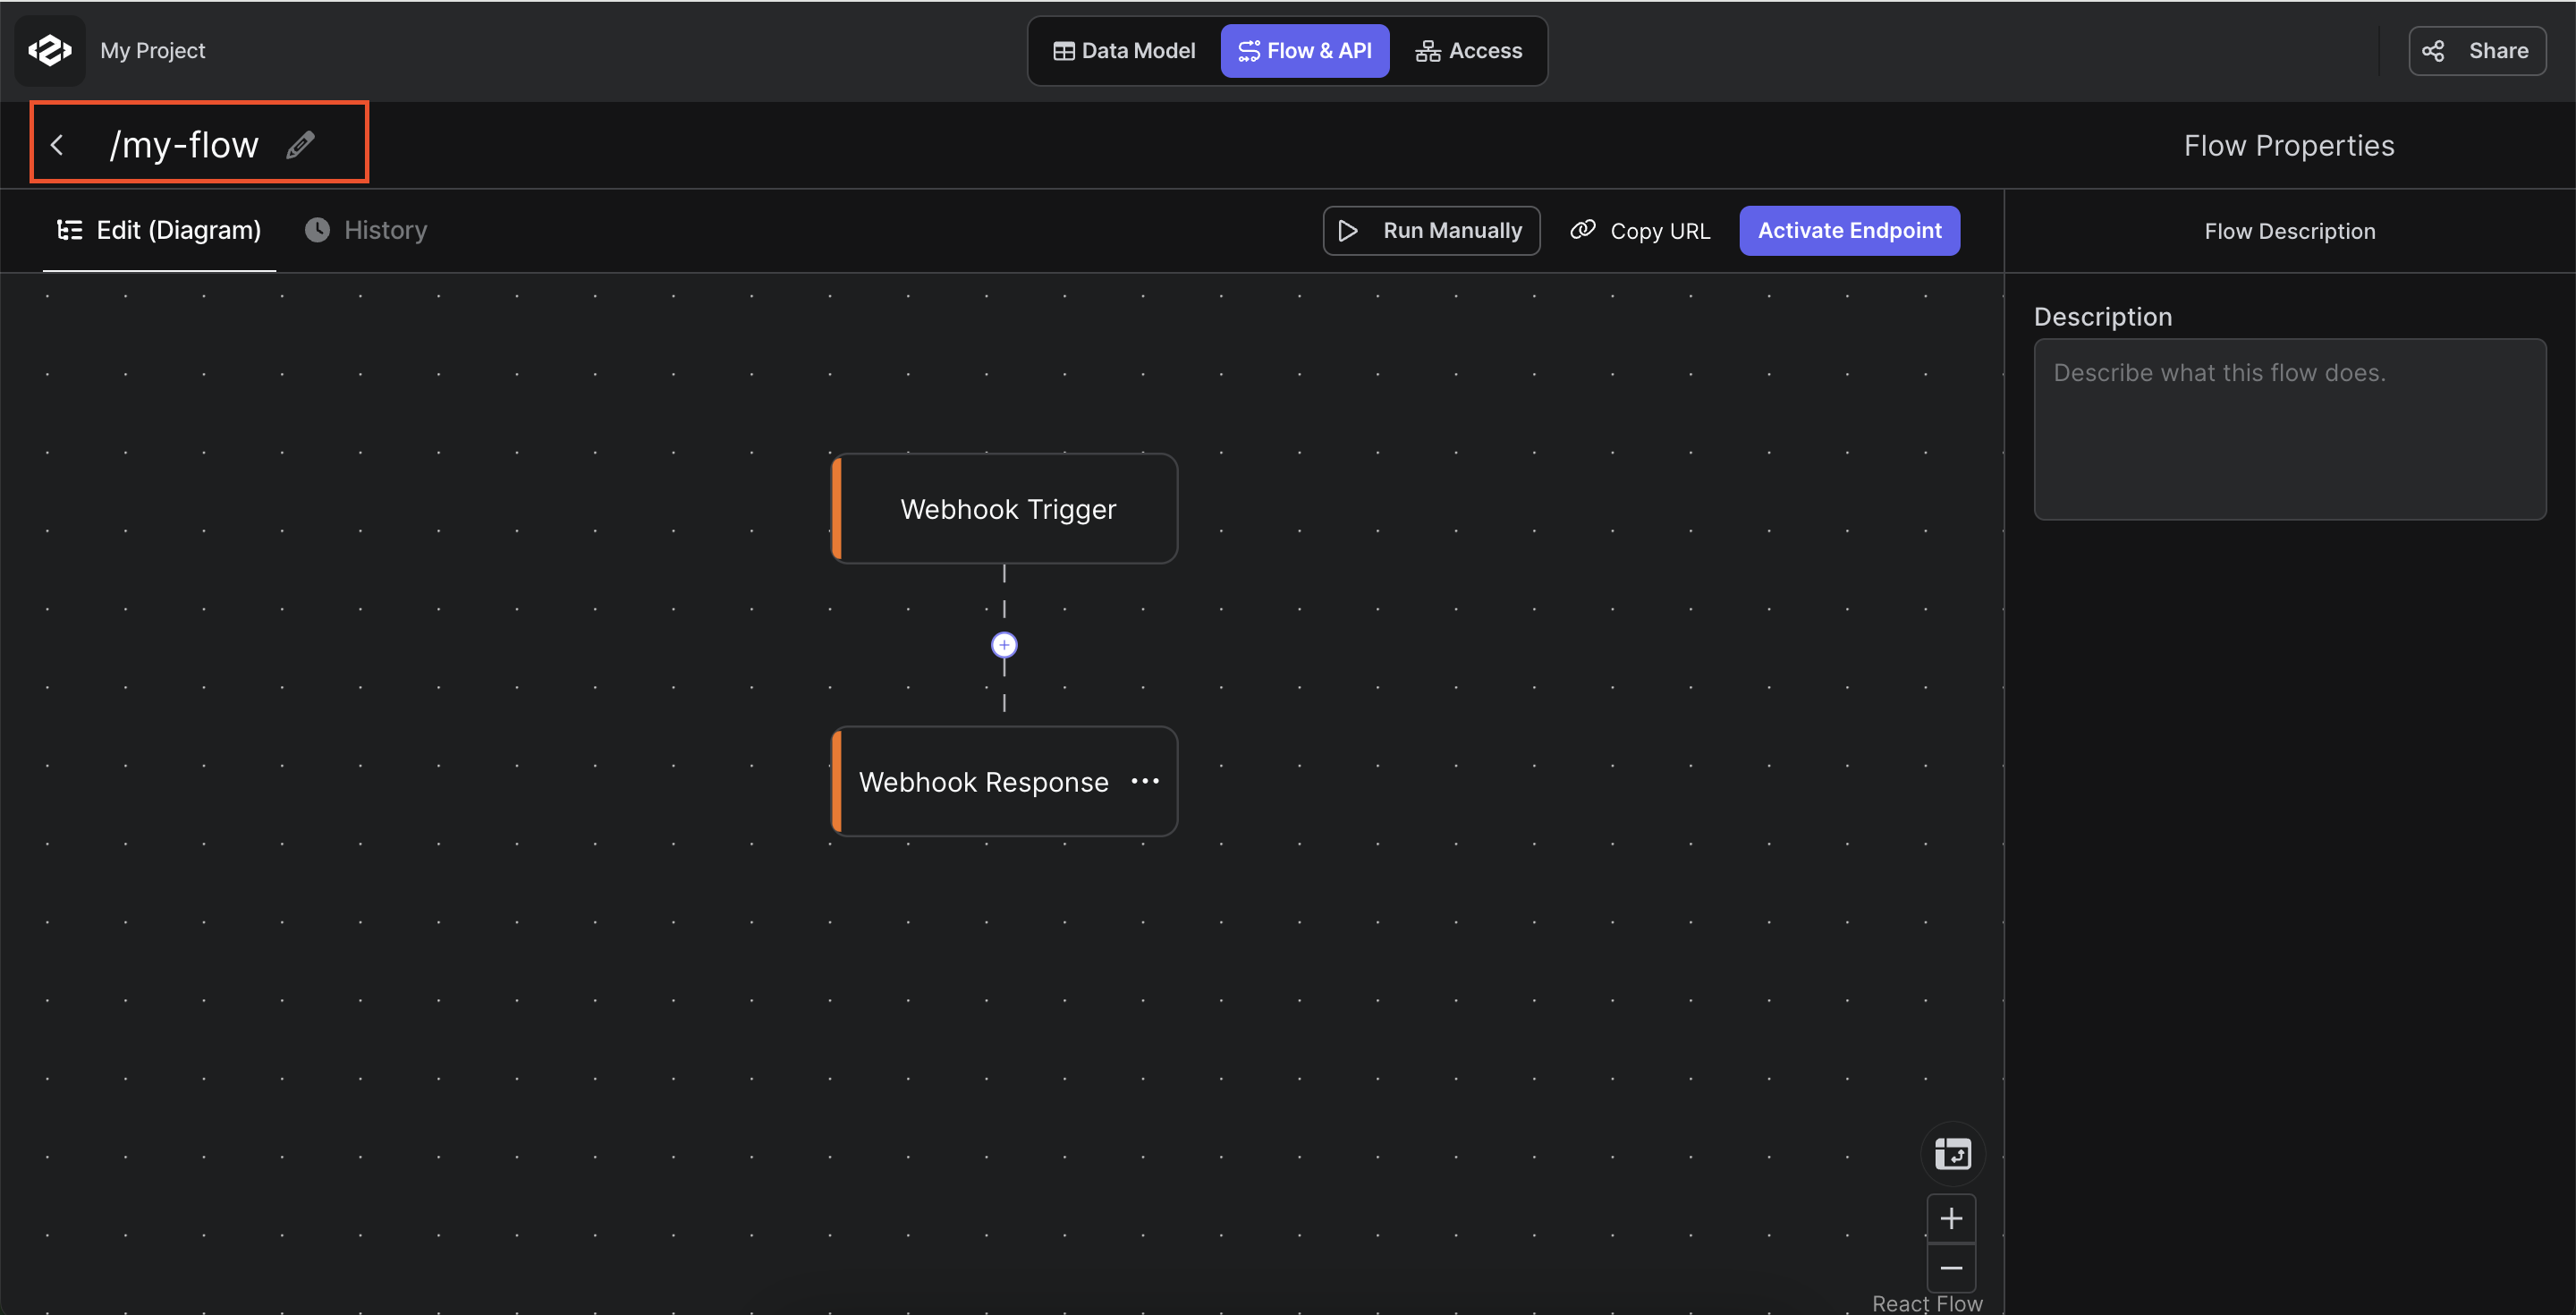 My Project
Data Model
Flow & API
Access
Share
/my-flow
Flow Properties
Edit (Diagram)
History
Run Manually
Copy URL
Activate Endpoint
Flow Description
Description
Describe what this flow does.
Webhook Trigger
Webhook Response
React Flow